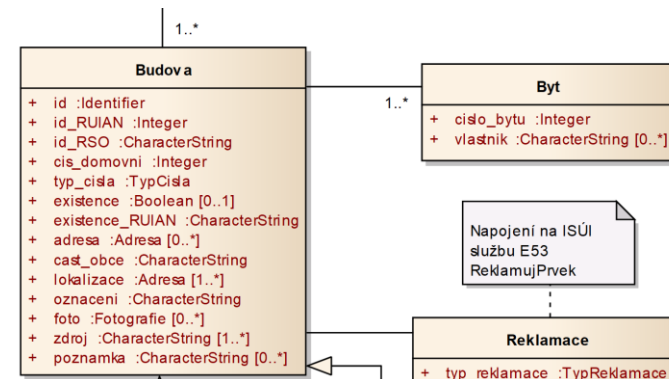 1..*
Budova
+ id :Identifier
+ id_RUIAN :Integer
+ id_RSO :CharacterString
+ cis_domovni :Integer
+ typ_cisla :TypCisla
+ existence :Boolean [0..1]
+ existence_RUIAN :CharacterString
+ adresa :Adresa [0..*]
+ cast_obce :CharacterString
+ lokalizace :Adresa [1..*]
+ oznaceni :CharacterString
+ foto :Fotografie [0..*]
+ zdroj :CharacterString [1..*]
+ poznamka :CharacterString [0..*]
1..*
Byt
+ cislo_bytu :Integer
+ vlastnik :CharacterString [0..*]
Napojení na ISÚI
službu E53
ReklamujPrvek
Reklamace
+ typ_reklamace :TypReklamace